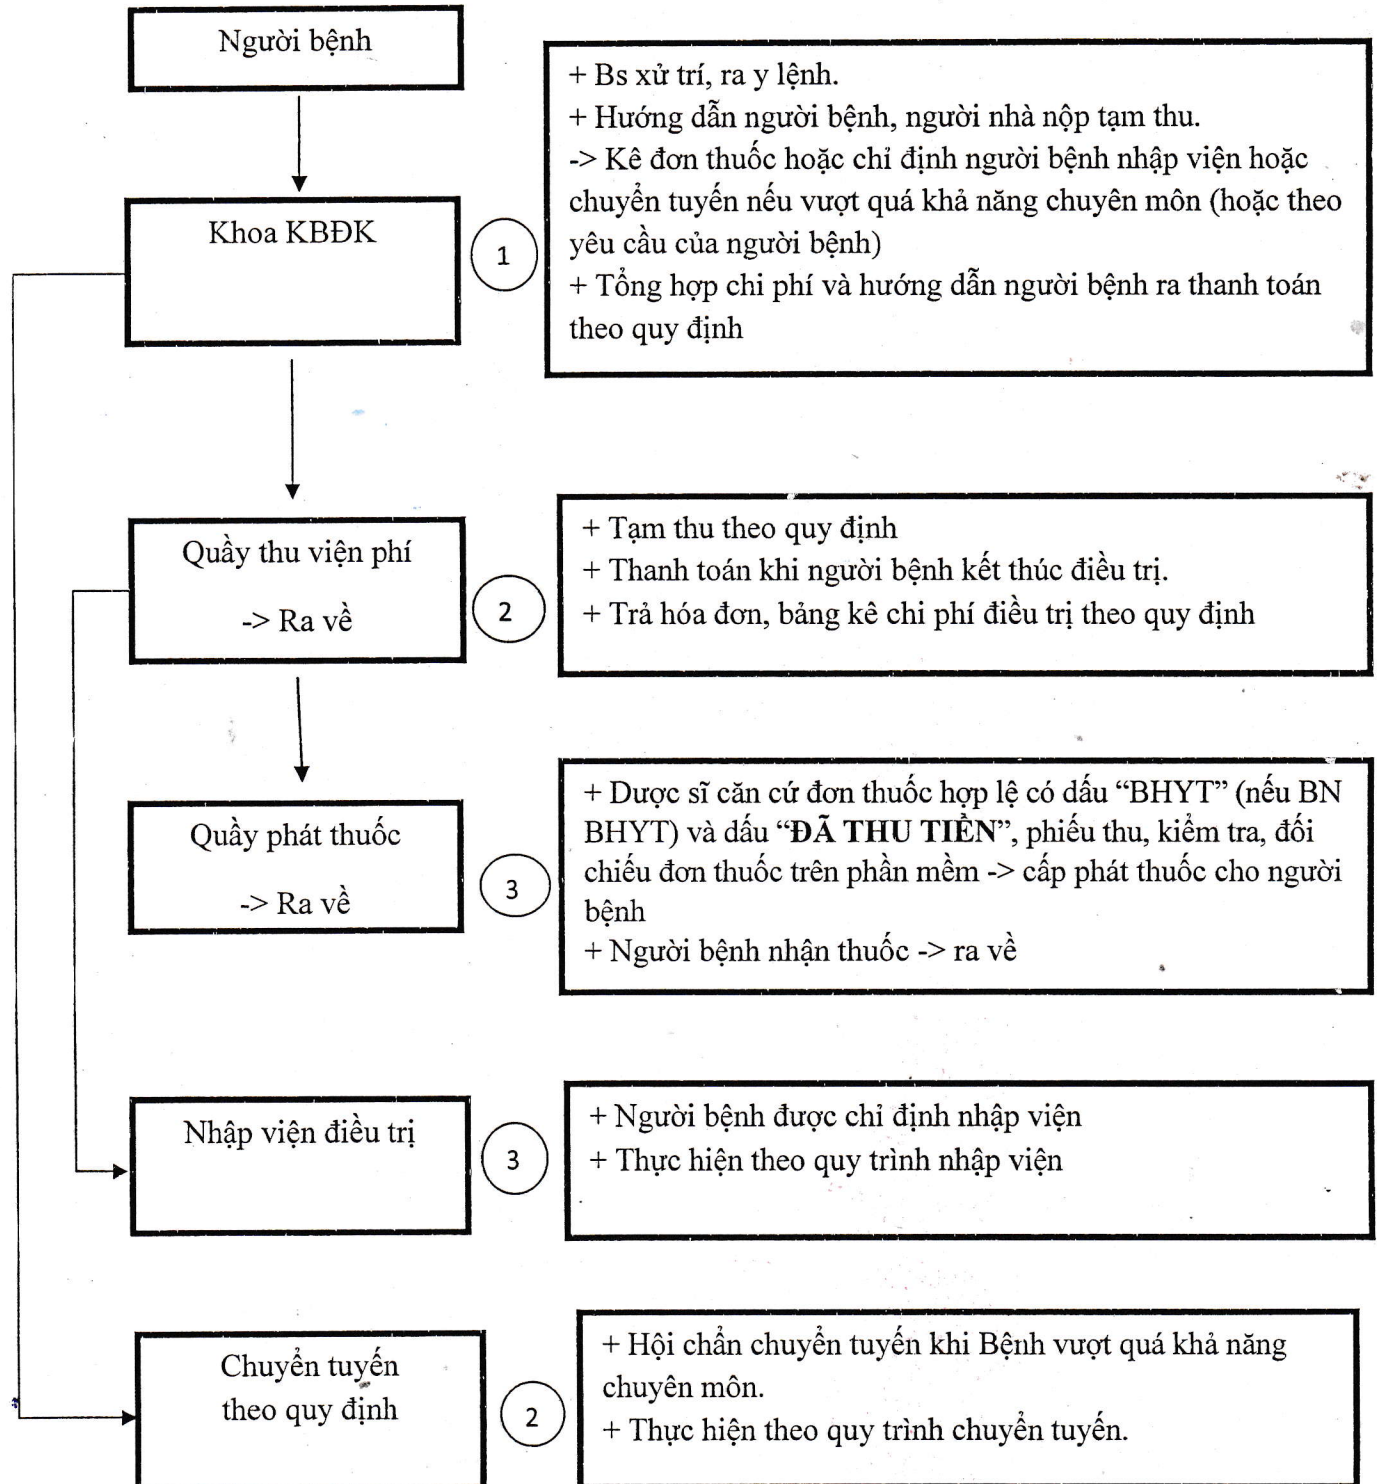 Người bệnh
+ Bs xử trí, ra y lệnh.
+ Hướng dẫn người bệnh, người nhà nộp tạm thu.
-> Kê đơn thuốc hoặc chỉ định người bệnh nhập viện hoặc
chuyển tuyến nếu vượt quá khả năng chuyên môn (hoặc theo
yêu cầu của người bệnh)
+ Tổng hợp chi phí và hướng dẫn người bệnh ra thanh toán
theo quy định
Khoa KBĐK
1
Quầy thu viện phí
-> Ra về
2
+ Tạm thu theo quy định
+ Thanh toán khi người bệnh kết thúc điều trị.
+ Trả hóa đơn, bảng kê chi phí điều trị theo quy định
Quầy phát thuốc
-> Ra về
3
+ Dược sĩ căn cứ đơn thuốc hợp lệ có dấu “BHYT” (nếu BN
BHYT) và dấu “ĐÃ THU TIỀN”, phiếu thu, kiểm tra, đối
chiếu đơn thuốc trên phần mềm -> cấp phát thuốc cho người
bệnh
+ Người bệnh nhận thuốc -> ra về
Nhập viện điều trị
3
+ Người bệnh được chỉ định nhập viện
+ Thực hiện theo quy trình nhập viện
Chuyển tuyến
theo quy định
2
+ Hội chẩn chuyển tuyến khi Bệnh vượt quá khả năng
chuyên môn.
+ Thực hiện theo quy trình chuyển tuyến.